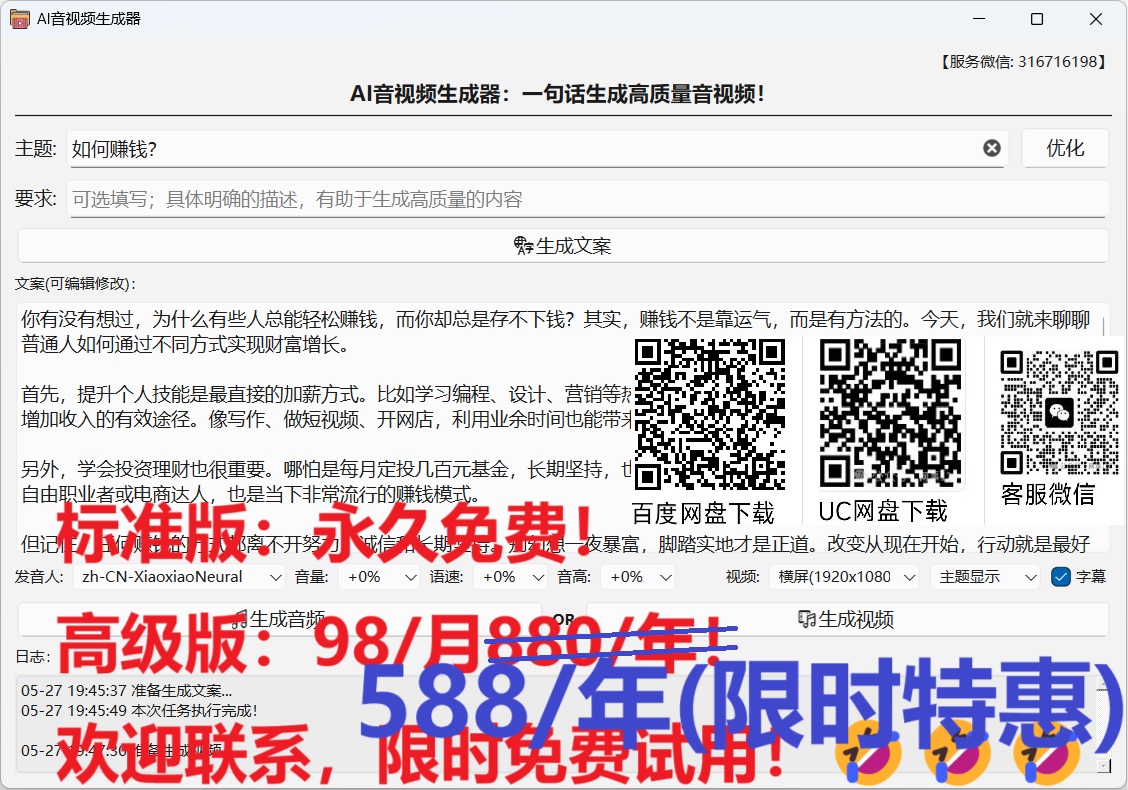 AI音视频生成器
【服务微信: 316716198】
AI音视频生成器：一句话生成高质量音视频！
主题: 如何赚钱? 优化
要求: 可选填写；具体明确的描述，有助于生成高质量的内容
生成文案
文案(可编辑修改):
你有没有想过，为什么有些人总能轻松赚钱，而你却总是存不下钱？其实，赚钱不是靠运气，而是有方法的。今天，我们就来聊聊
普通人如何通过不同方式实现财富增长。
首先，提升个人技能是最直接的加薪方式。比如学习编程、设计、营销等热
增加收入的有效途径。像写作、做短视频、开网店，利用业余时间也能带来
另外，学会投资理财也很重要。哪怕是每月定投几百元基金，长期坚持，也
自由职业者或电商达人，也是当下非常流行的赚钱模式。
百度网盘下载 UC网盘下载 客服微信
标准版：永久免费！
但记住，任何赚钱的方式都离不开努力、诚信和长期坚持。别幻想一夜暴富，脚踏实地才是正道。改变从现在开始，行动就是最好
发音人: zh-CN-XiaoxiaoNeural 音量: +0% 语速: +0% 音高: +0% 视频: 横屏(1920x1080 主题显示 字幕
生成音频 OR 生成视频
高级版：98/月880/年！
588/年(限时特惠)
日志:
05-27 19:45:37 准备生成文案...
05-27 19:45:49 本次任务执行完成！
05-27 19:47:30 准备生成视频
欢迎联系，限时免费试用！